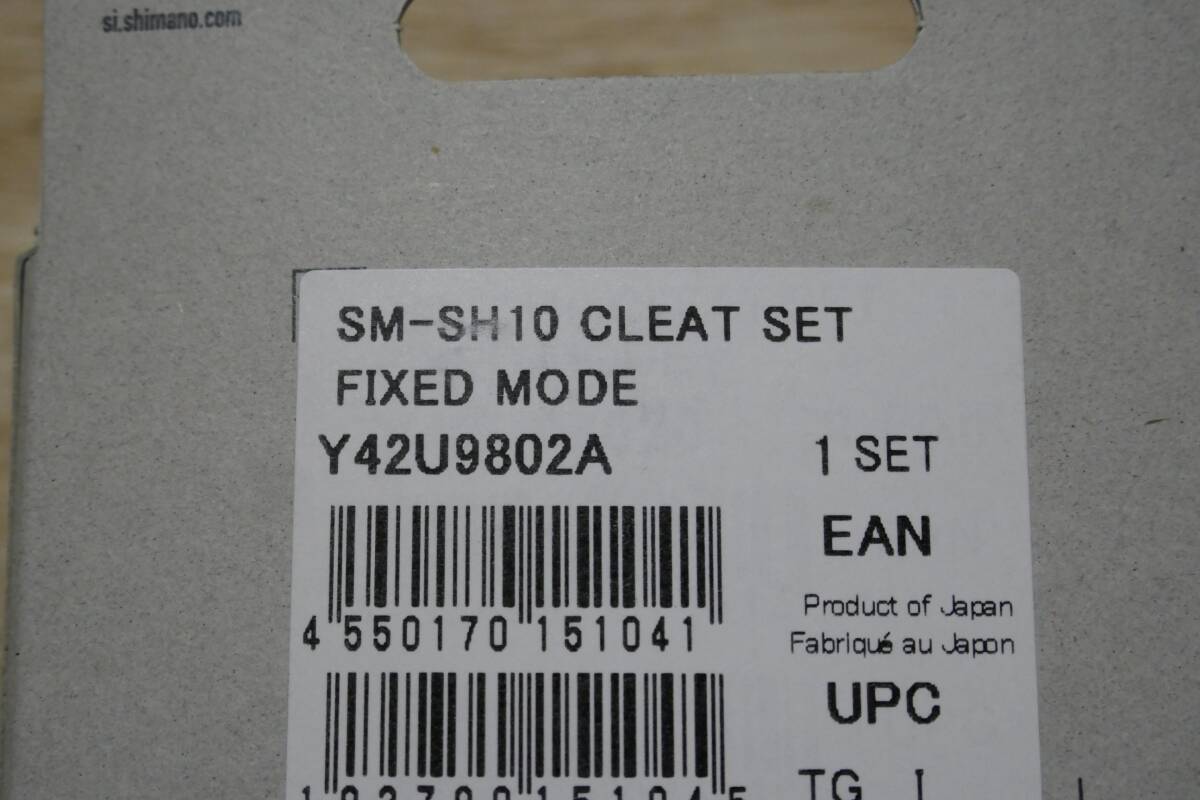 si.shimano.com
SM-SH10 CLEAT SET
FIXED MODE
Y42U9802A
1 SET
EAN
4 550170 151041
Product of Japan
Fabriqué au Japon
UPC
TG I